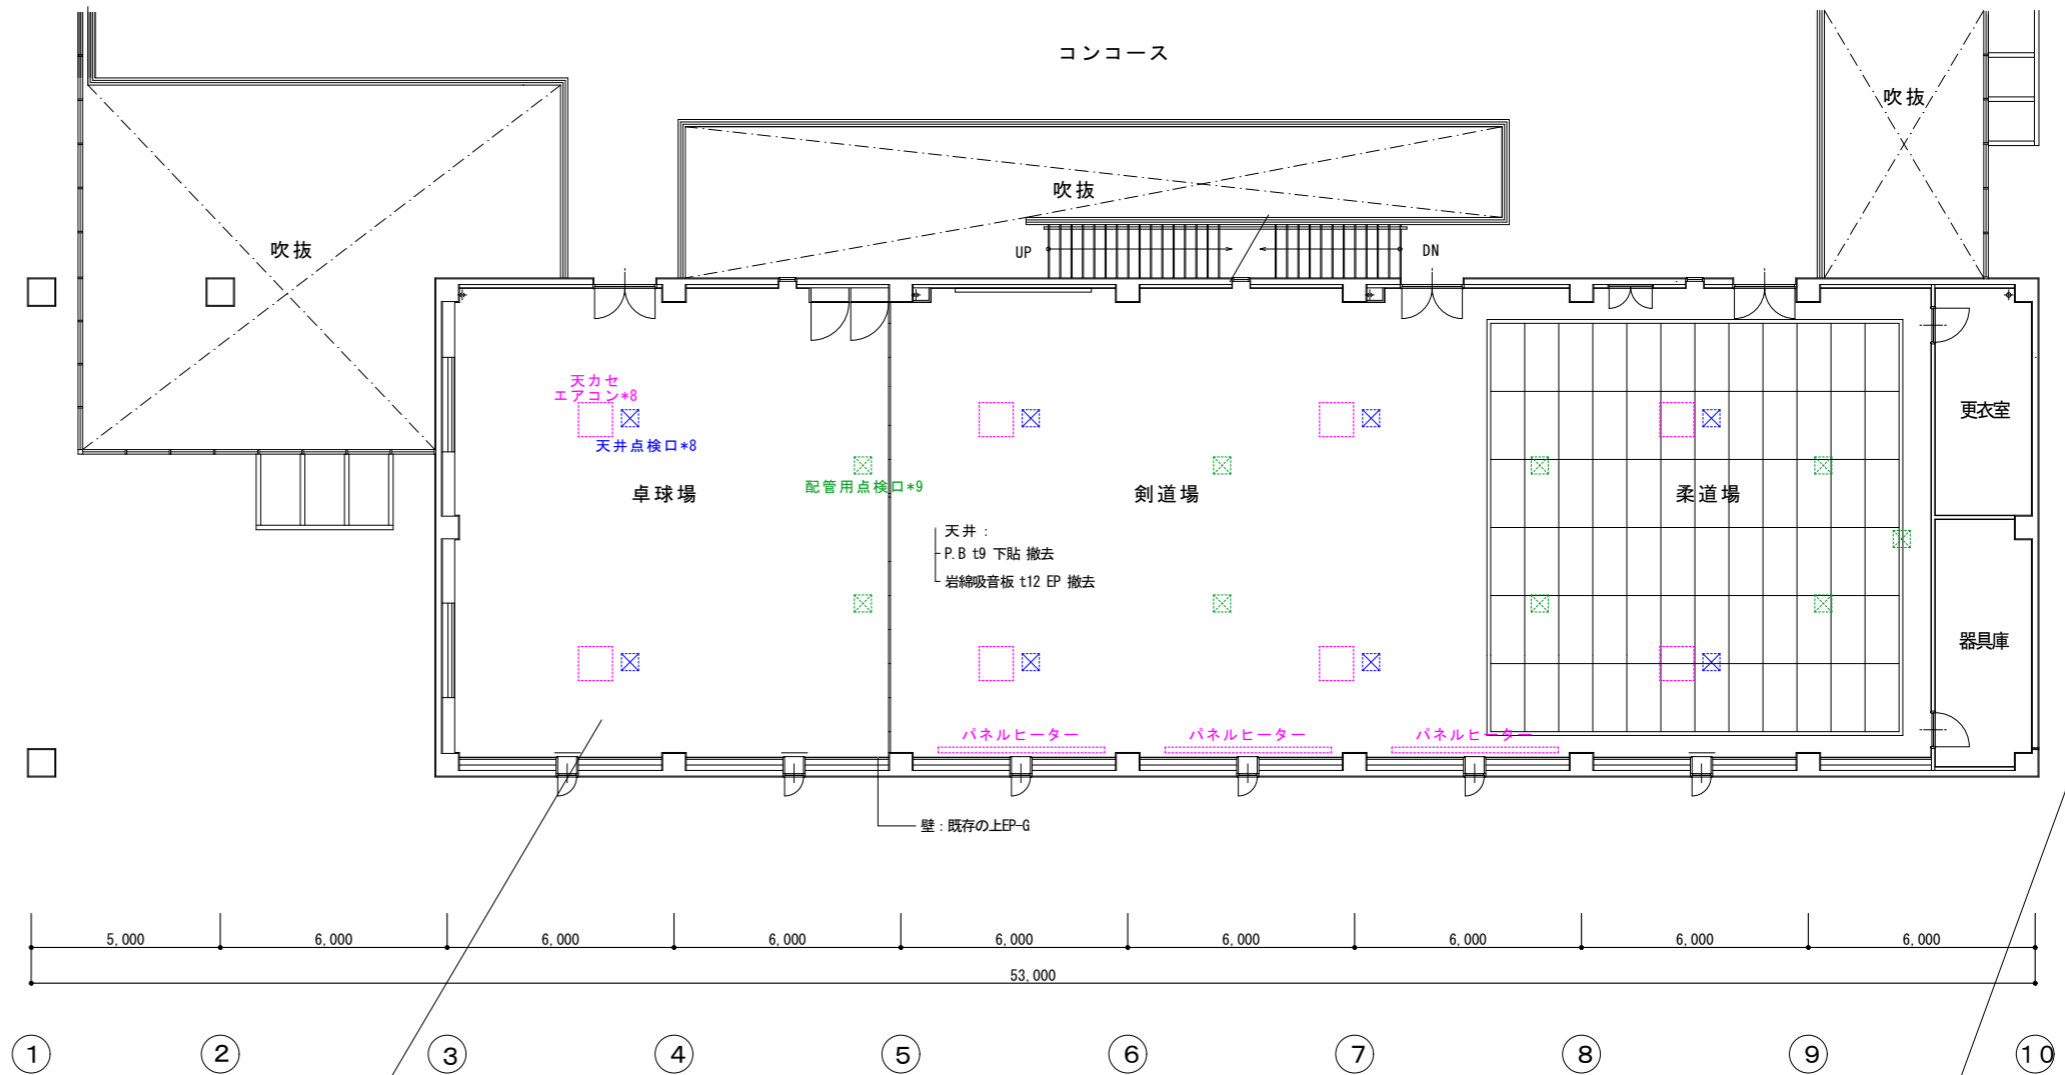 コンコース
吹抜
吹抜
吹抜
UP
DN
天カセ
エアコン*8
天井点検口*8
配管用点検口*9
卓球場
剣道場
柔道場
更衣室
器具庫
天井：
P.B t9 下貼 撤去
岩綿吸音板 t12 EP 撤去
パネルヒーター
パネルヒーター
パネルヒーター
壁：既存の上EP-G
5,000 6,000 6,000 6,000 6,000 6,000 6,000 6,000 6,000
53,000
1 2 3 4 5 6 7 8 9 10